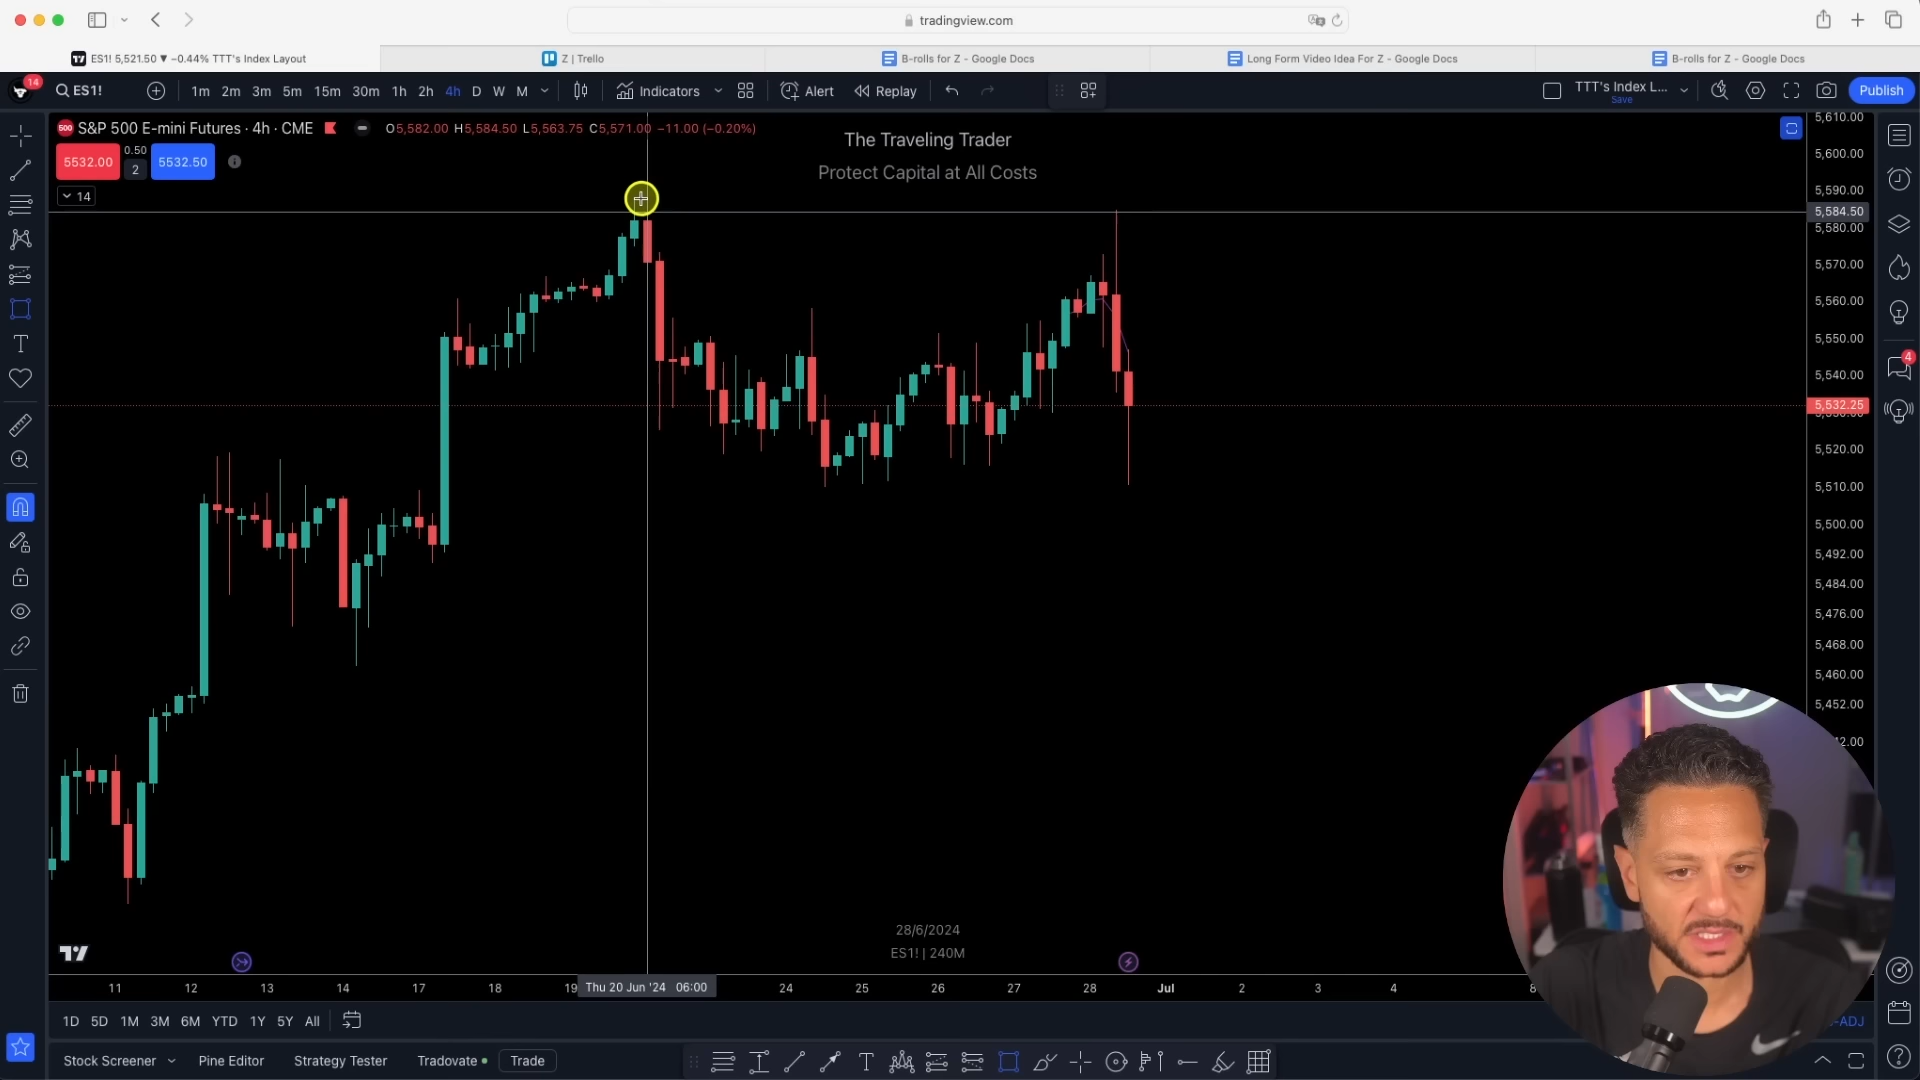 tradingview.com
ES1! 5,521.50 ▼ −0.44% TTT's Index Layout
Z | Trello
B-rolls for Z - Google Docs
Long Form Video Idea For Z - Google Docs
B-rolls for Z - Google Docs
14
ES1!
1m 2m 3m 5m 15m 30m 1h 2h 4h D W M
Indicators
Alert
Replay
TTT's Index L...
Save
Publish
500 S&P 500 E-mini Futures · 4h · CME
O5,582.00 H5,584.50 L5,563.75 C5,571.00 −11.00 (−0.20%)
5532.00
0.50
2
5532.50
14
The Traveling Trader
Protect Capital at All Costs
5,610.00
5,600.00
5,590.00
5,584.50
5,580.00
5,570.00
5,560.00
5,550.00
5,540.00
5,532.25
5,520.00
5,510.00
5,500.00
5,492.00
5,484.00
5,476.00
5,468.00
5,460.00
5,452.00
4
28/6/2024
ES1! | 240M
11 12 13 14 17 18 19 Thu 20 Jun '24 06:00 24 25 26 27 28 Jul 2 3 4 8
1D 5D 1M 3M 6M YTD 1Y 5Y All
-ADJ
Stock Screener
Pine Editor
Strategy Tester
Tradovate
Trade